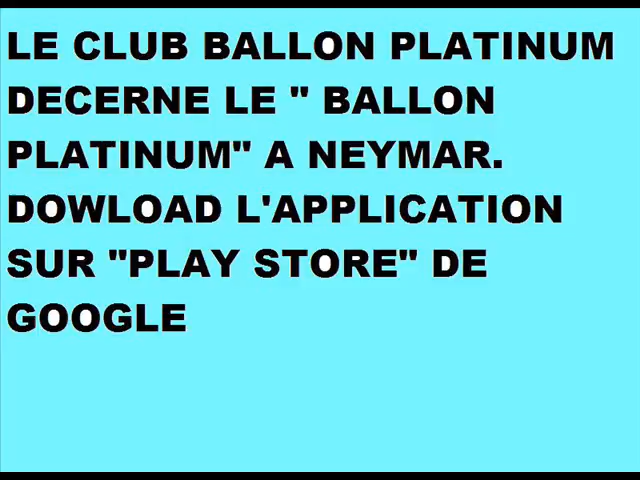 LE CLUB BALLON PLATINUM
DECERNE LE " BALLON
PLATINUM" A NEYMAR.
DOWLOAD L'APPLICATION
SUR "PLAY STORE" DE
GOOGLE